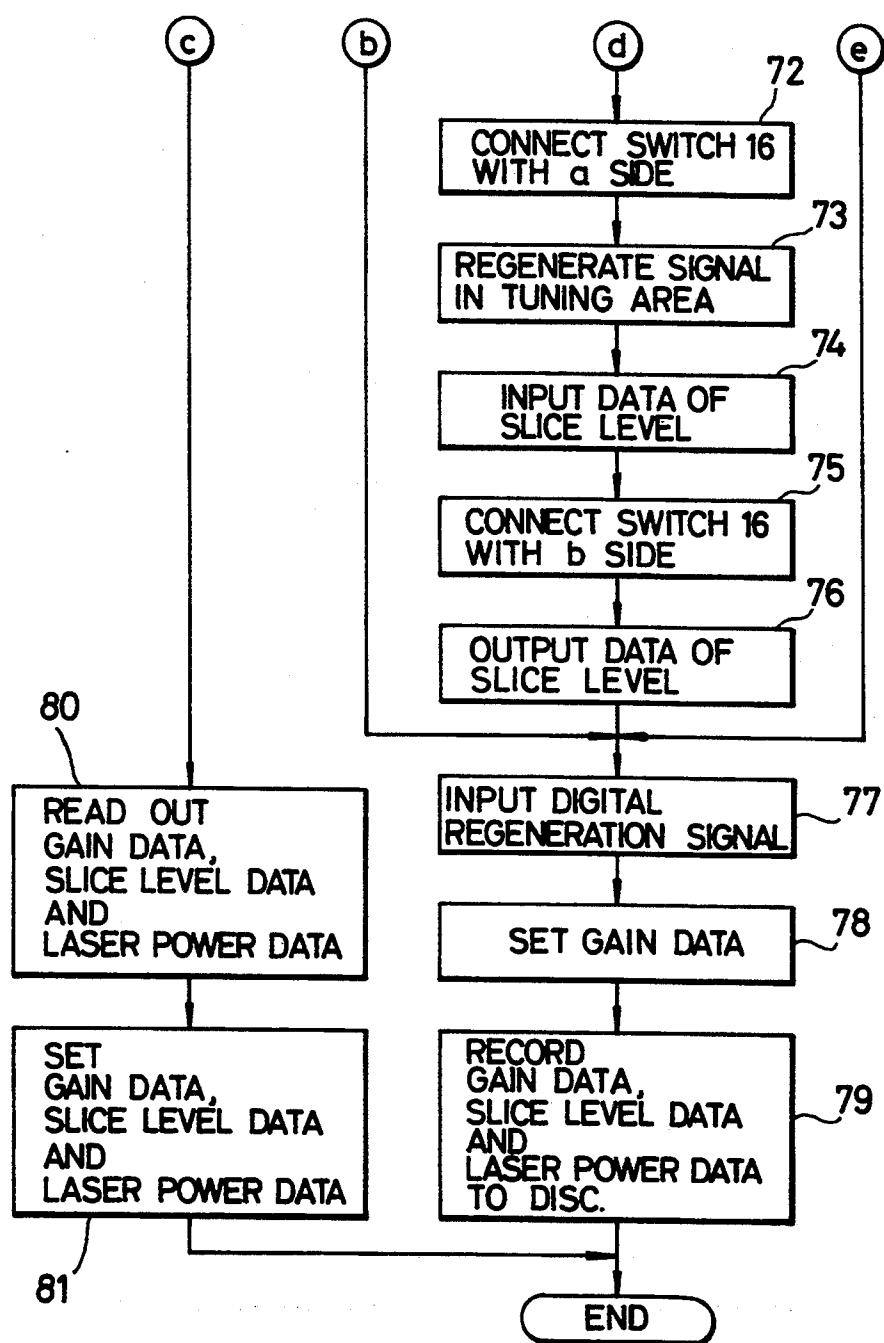 c b d e
72
CONNECT SWITCH 16
WITH a SIDE
73
REGENERATE SIGNAL
IN TUNING AREA
74
INPUT DATA OF
SLICE LEVEL
75
CONNECT SWITCH 16
WITH b SIDE
76
OUTPUT DATA OF
SLICE LEVEL
80
READ OUT
GAIN DATA,
SLICE LEVEL DATA
AND
LASER POWER DATA
INPUT DIGITAL
REGENERATION SIGNAL
77
SET GAIN DATA
78
SET
GAIN DATA,
SLICE LEVEL DATA
AND
LASER POWER DATA
81
RECORD
GAIN DATA,
SLICE LEVEL DATA
AND
LASER POWER DATA
TO DISC.
79
END